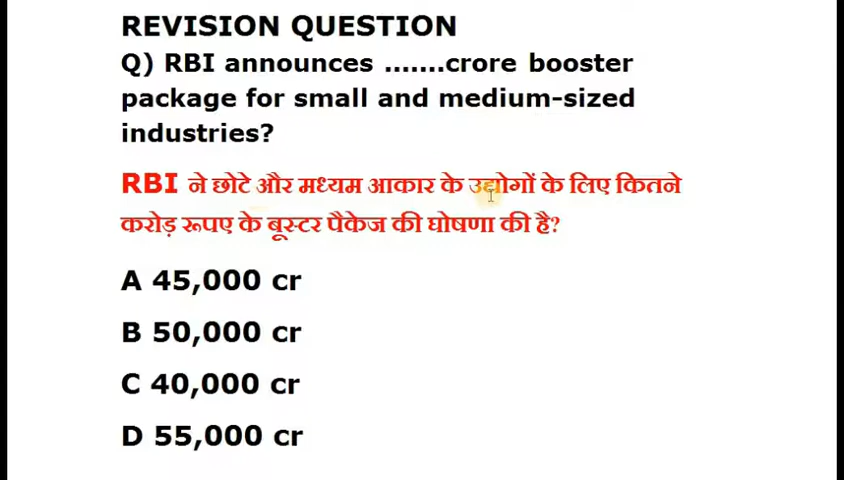 REVISION QUESTION
Q) RBI announces .......crore booster
package for small and medium-sized
industries?
RBI ने छोटे और मध्यम आकार के उद्योगों के लिए कितने
करोड़ रूपए के बूस्टर पैकेज की घोषणा की है?
A 45,000 cr
B 50,000 cr
C 40,000 cr
D 55,000 cr